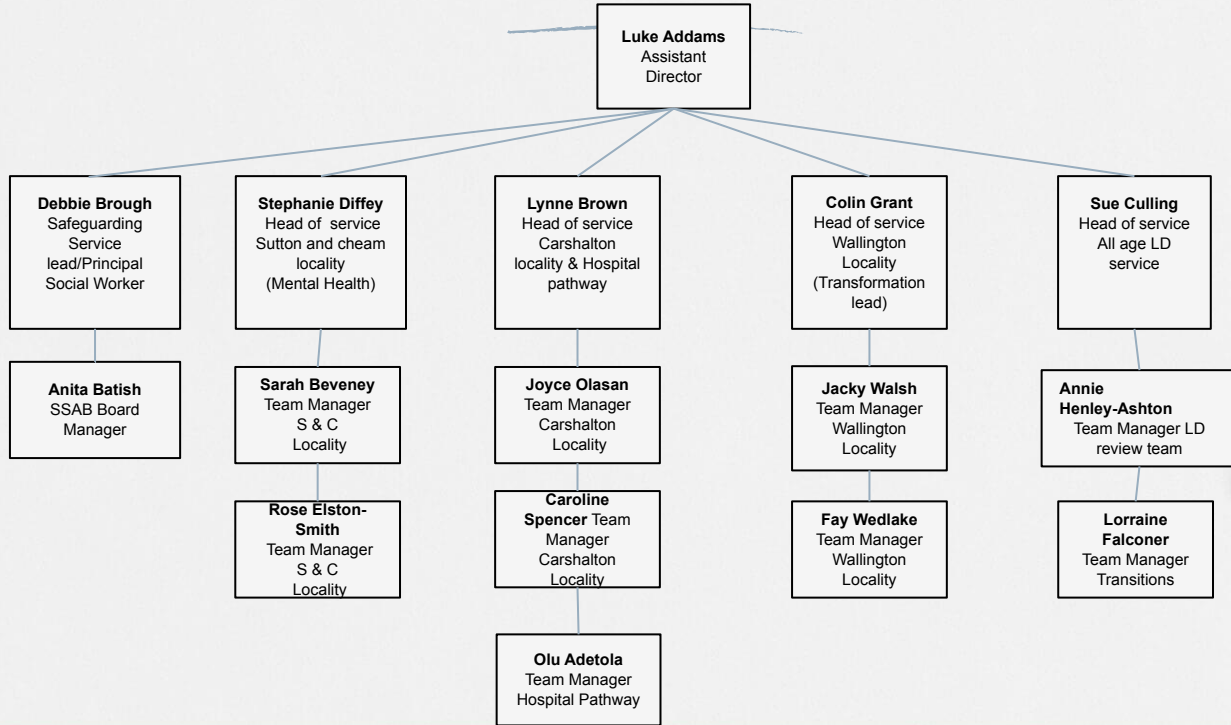 Luke Addams
Assistant
Director
Debbie Brough
Safeguarding
Service
lead/Principal
Social Worker
Stephanie Diffey
Head of service
Sutton and cheam
locality
(Mental Health)
Lynne Brown
Head of service
Carshalton
locality & Hospital
pathway
Colin Grant
Head of service
Wallington
Locality
(Transformation
lead)
Sue Culling
Head of service
All age LD
service
Anita Batish
SSAB Board
Manager
Sarah Beveney
Team Manager
S & C
Locality
Joyce Olasan
Team Manager
Carshalton
Locality
Jacky Walsh
Team Manager
Wallington
Locality
Annie
Henley-Ashton
Team Manager LD
review team
Rose Elston-
Smith
Team Manager
S & C
Locality
Caroline
Spencer Team
Manager
Carshalton
Locality
Fay Wedlake
Team Manager
Wallington
Locality
Lorraine
Falconer
Team Manager
Transitions
Olu Adetola
Team Manager
Hospital Pathway